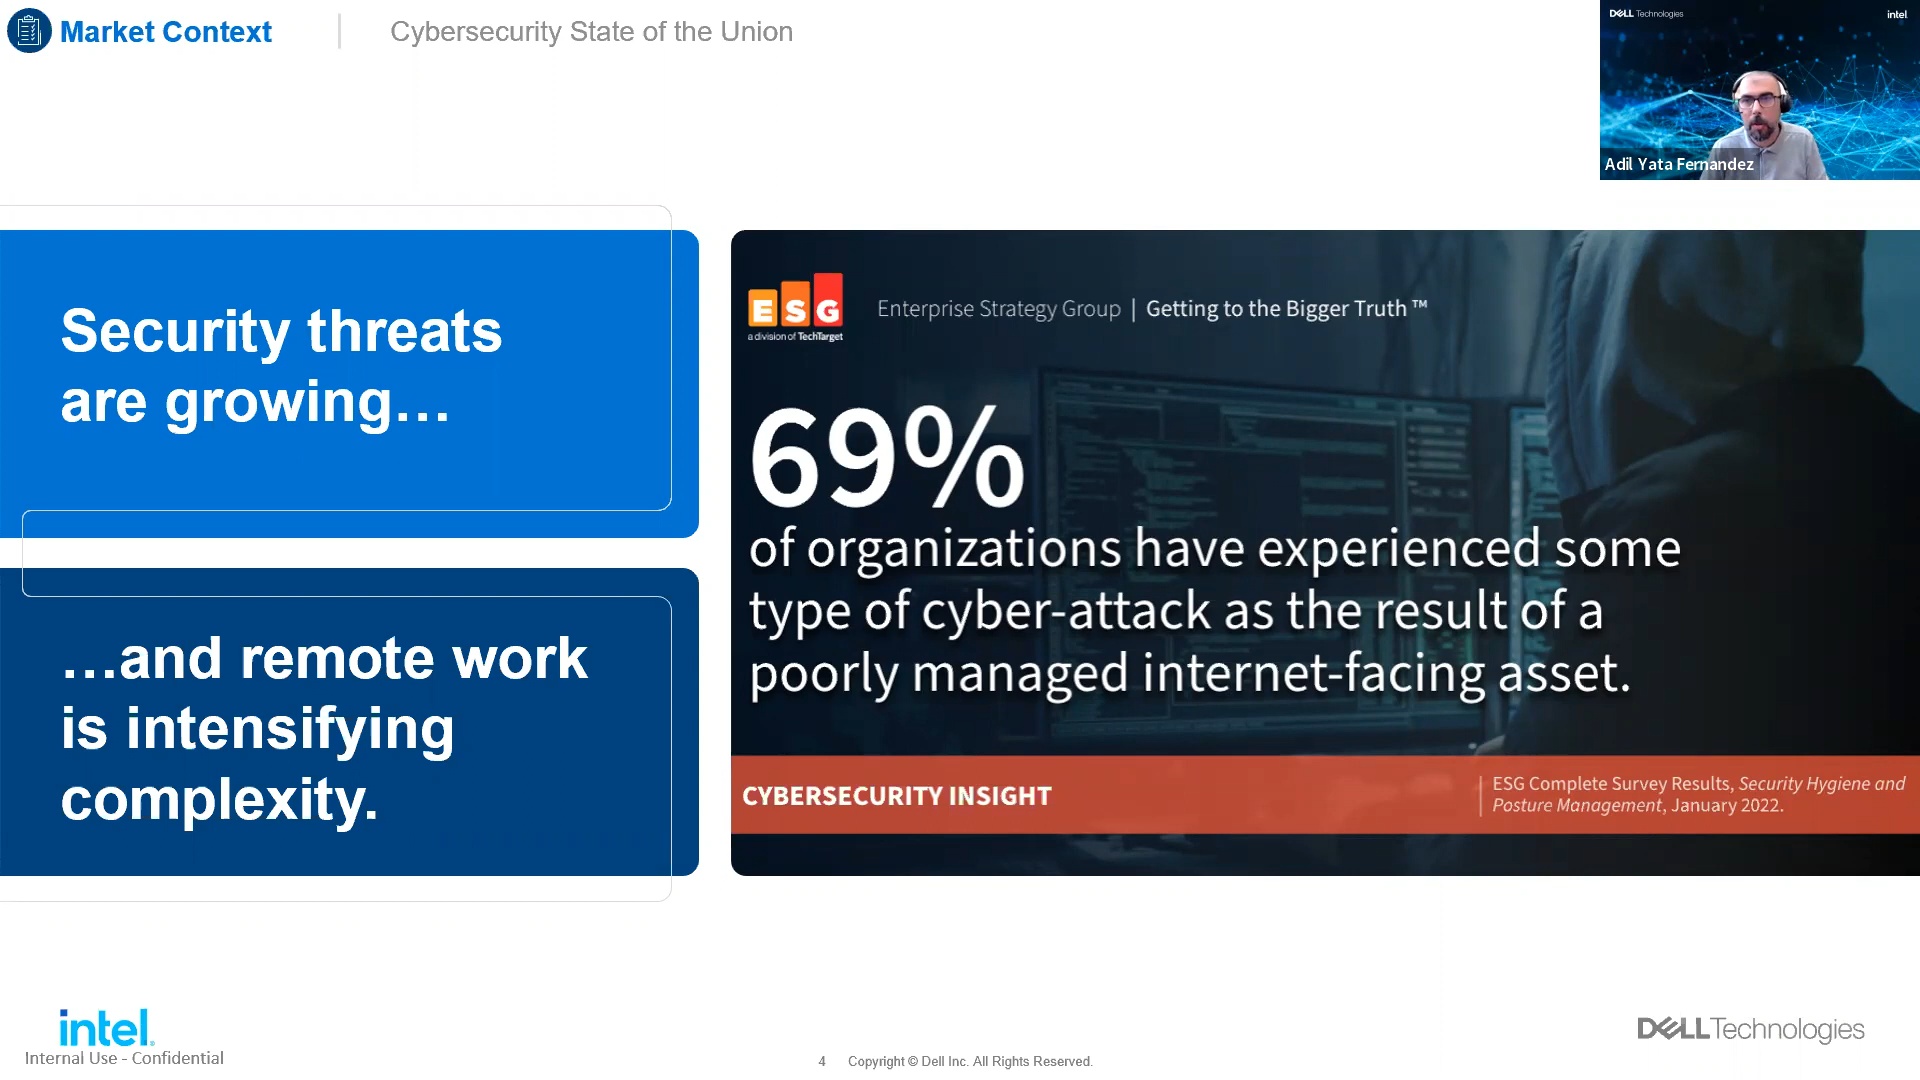 Market Context
Cybersecurity State of the Union
DELL Technologies
intel
Adil Yata Fernandez
Security threats
are growing…
…and remote work
is intensifying
complexity.
ESG
a division of TechTarget
Enterprise Strategy Group | Getting to the Bigger Truth™
69%
of organizations have experienced some
type of cyber-attack as the result of a
poorly managed internet-facing asset.
CYBERSECURITY INSIGHT
ESG Complete Survey Results, Security Hygiene and
Posture Management, January 2022.
intel.
Internal Use - Confidential
4 Copyright © Dell Inc. All Rights Reserved.
DELL Technologies